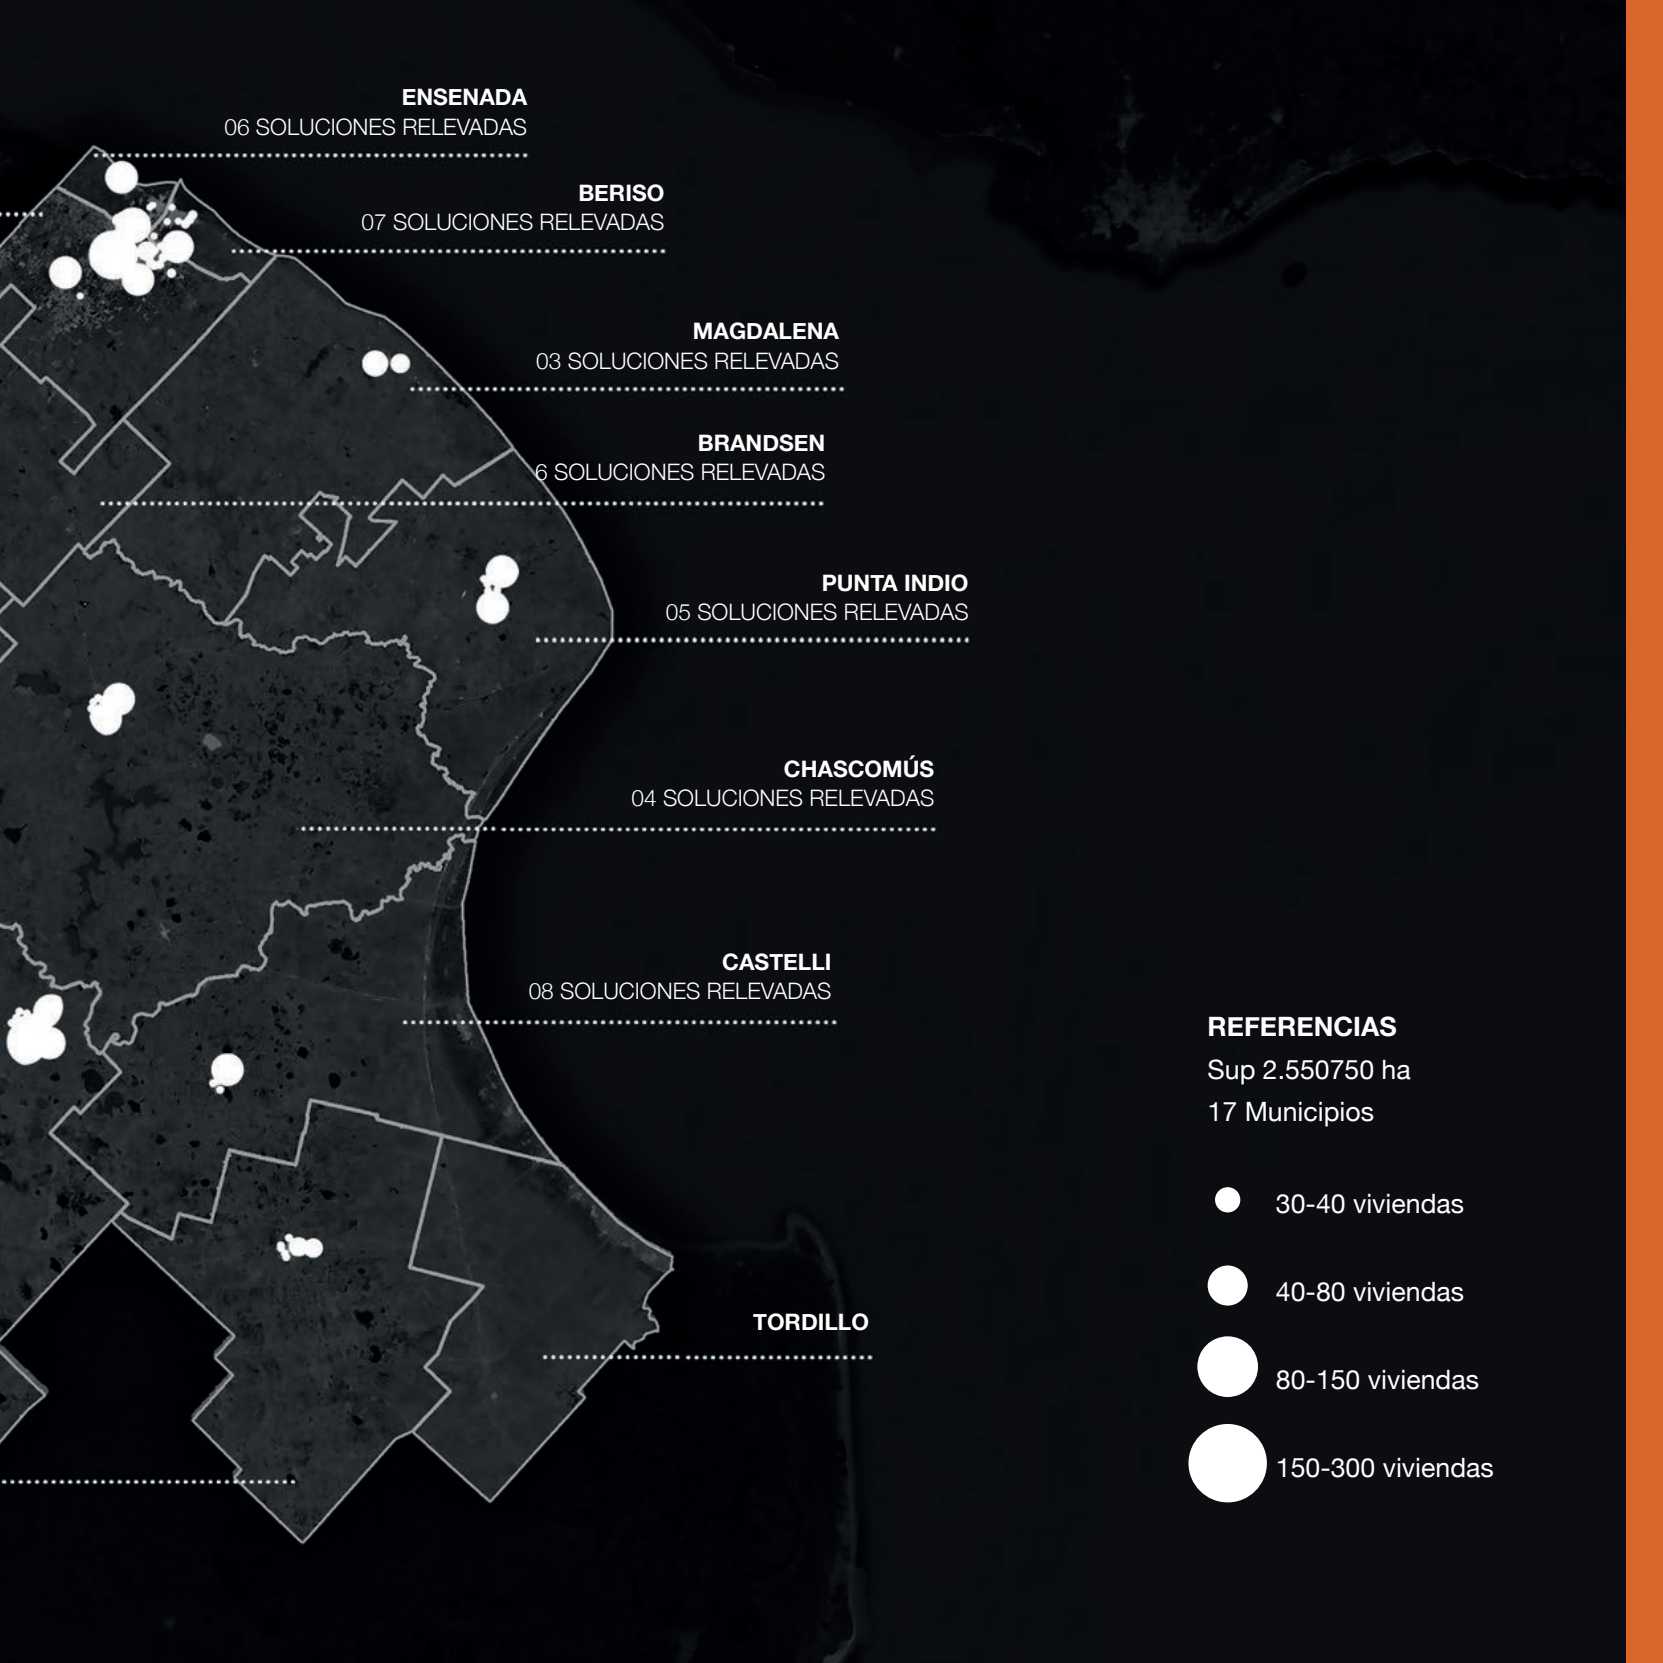 ENSENADA
06 SOLUCIONES RELEVADAS
BERISO
07 SOLUCIONES RELEVADAS
MAGDALENA
03 SOLUCIONES RELEVADAS
BRANDSEN
6 SOLUCIONES RELEVADAS
PUNTA INDIO
05 SOLUCIONES RELEVADAS
CHASCOMÚS
04 SOLUCIONES RELEVADAS
CASTELLI
08 SOLUCIONES RELEVADAS
TORDILLO
REFERENCIAS
Sup 2.550750 ha
17 Municipios
30-40 viviendas
40-80 viviendas
80-150 viviendas
150-300 viviendas